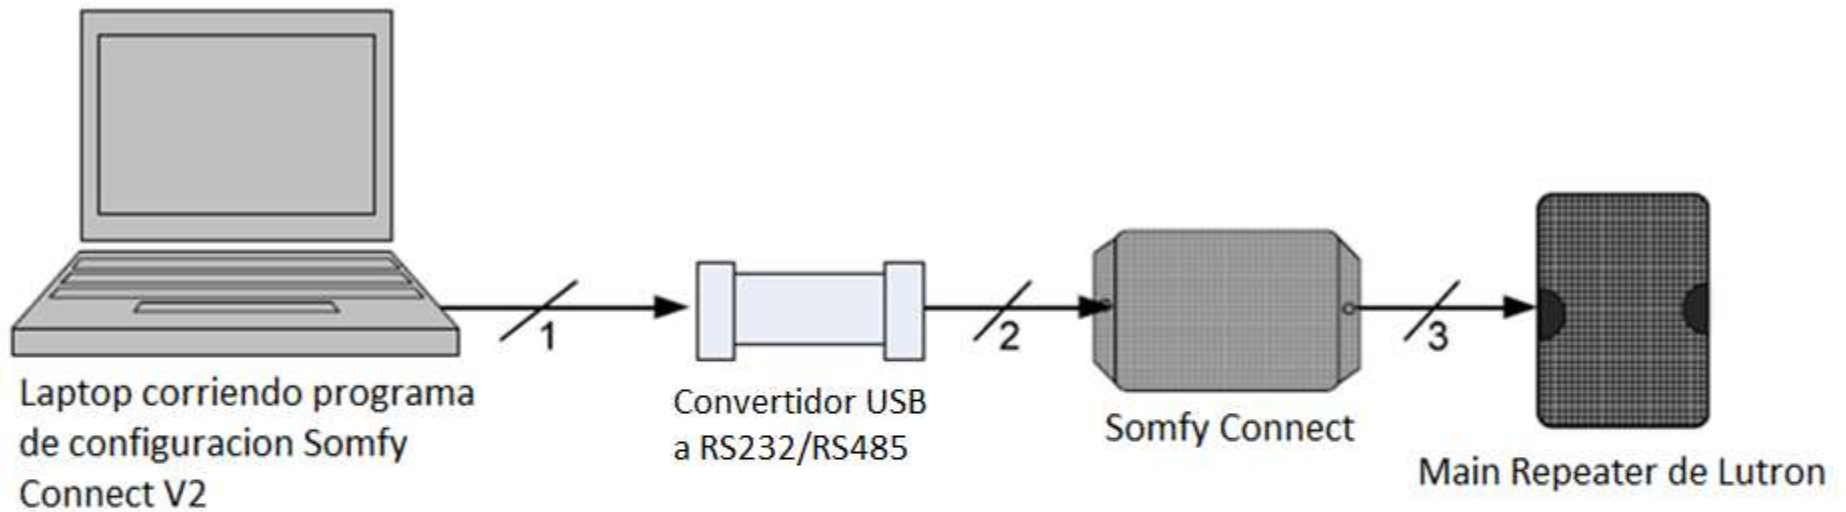 1
2
3
Laptop corriendo programa
de configuracion Somfy
Connect V2
Convertidor USB
a RS232/RS485
Somfy Connect
Main Repeater de Lutron